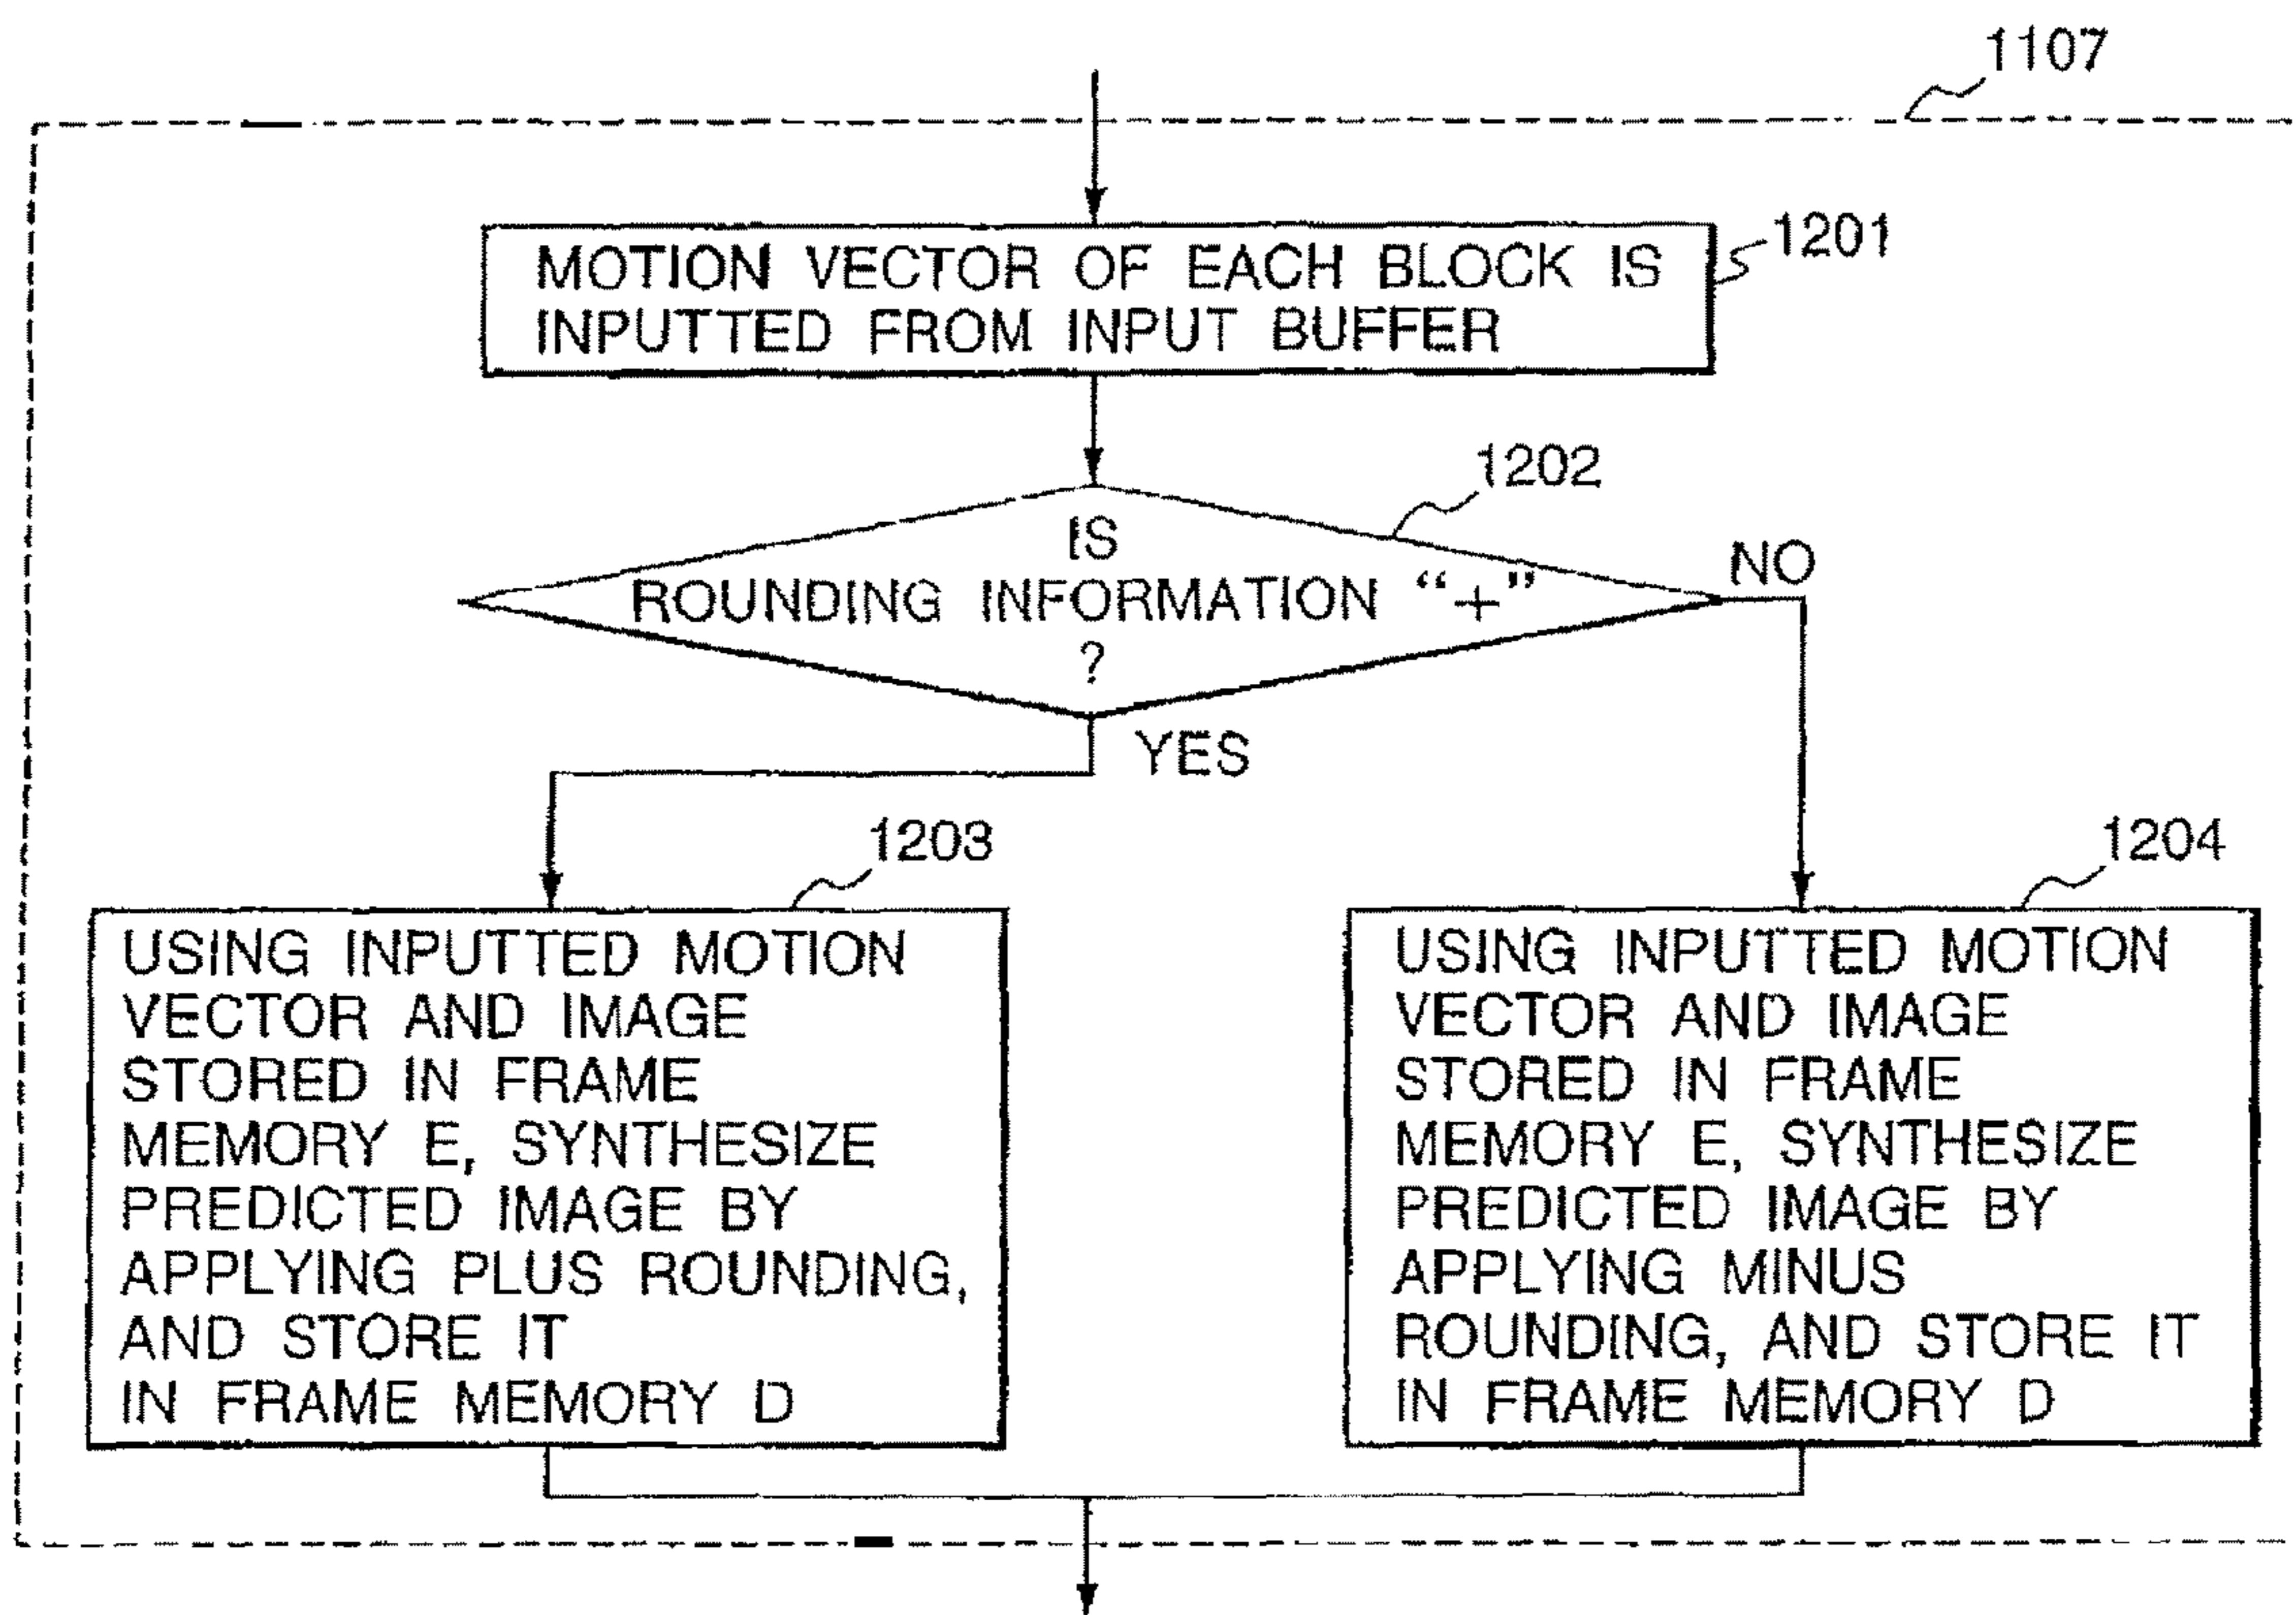 1107
MOTION VECTOR OF EACH BLOCK IS
INPUTTED FROM INPUT BUFFER
1201
1202
IS
ROUNDING INFORMATION “+”
?
NO
YES
1203
USING INPUTTED MOTION
VECTOR AND IMAGE
STORED IN FRAME
MEMORY E, SYNTHESIZE
PREDICTED IMAGE BY
APPLYING PLUS ROUNDING,
AND STORE IT
IN FRAME MEMORY D
1204
USING INPUTTED MOTION
VECTOR AND IMAGE
STORED IN FRAME
MEMORY E, SYNTHESIZE
PREDICTED IMAGE BY
APPLYING MINUS
ROUNDING, AND STORE IT
IN FRAME MEMORY D